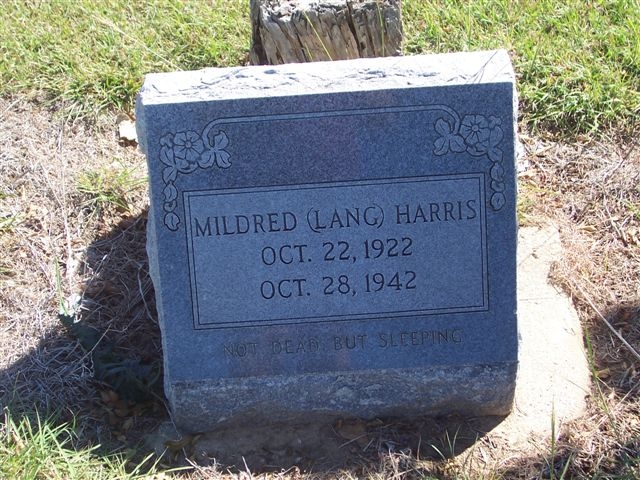 MILDRED (LANG) HARRIS
OCT. 22, 1922
OCT. 28, 1942
NOT DEAD BUT SLEEPING